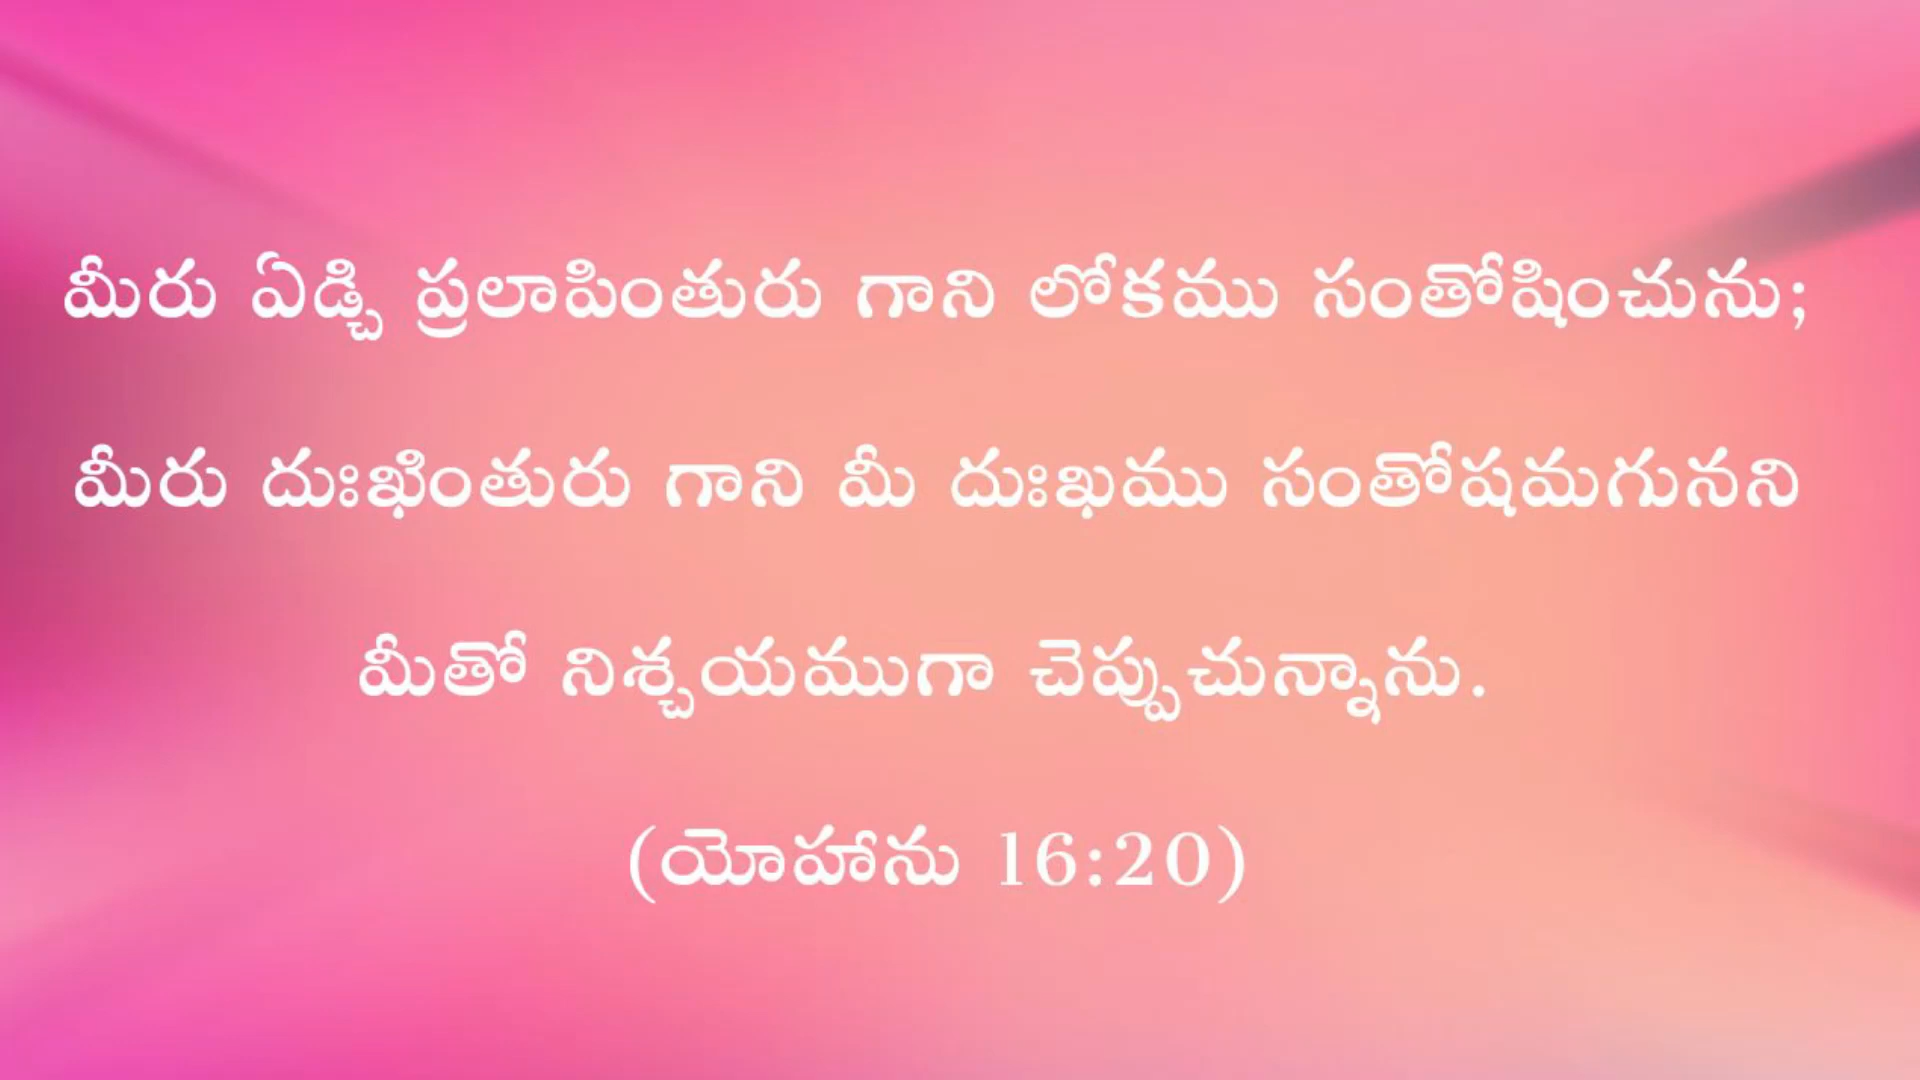 మీరు ఏడ్చి ప్రలాపింతురు గాని లోకము సంతోషించును;
మీరు దుఃఖింతురు గాని మీ దుఃఖము సంతోషమగునని
మీతో నిశ్చయముగా చెప్పుచున్నాను.
(యోహాను 16:20)